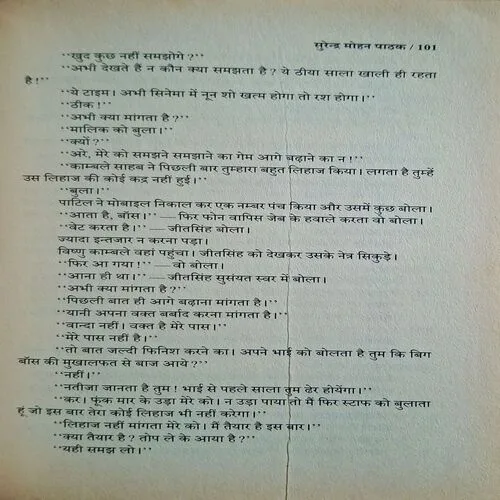 सुरेन्द्र मोहन पाठक / 101
''खुद कुछ नहीं समझोगे ?''
''अभी देखते हैं न कौन क्या समझता है ? ये ठीया साला खाली ही रहता
है !''
''ये टाइम। अभी सिनेमा में नून शो खत्म होगा तो रश होगा।''
''ठीक !''
''अभी क्या मांगता है ?''
''मालिक को बुला।''
''क्यों ?''
''अरे, मेरे को समझने समझाने का गेम आगे बढ़ाने का न !''
''काम्बले साहब ने पिछली बार तुम्हारा बहुत लिहाज किया। लगता है तुम्हें
उस लिहाज की कोई कद्र नहीं हुई।''
''बुला।''
पाटिल ने मोबाइल निकाल कर एक नम्बर पंच किया और उसमें कुछ बोला।
''आता है, बॉस।'' — फिर फोन वापिस जेब के हवाले करता वो बोला।
''वेट करता है।'' — जीतसिंह बोला।
ज्यादा इन्तजार न करना पड़ा।
विष्णु काम्बले वहां पहुंचा। जीतसिंह को देखकर उसके नेत्र सिकुड़े।
''फिर आ गया !'' — वो बोला।
''आना ही था।'' — जीतसिंह सुसंयत स्वर में बोला।
''अभी क्या मांगता है ?''
''पिछली बात ही आगे बढ़ाना मांगता है।''
''यानी अपना वक्त बर्बाद करना मांगता है।''
''वान्दा नहीं। वक्त है मेरे पास।''
''मेरे पास नहीं है।''
''तो बात जल्दी फिनिश करने का। अपने भाई को बोलता है तुम कि बिग
बॉस की मुखालफत से बाज आये ?''
''नहीं।''
''नतीजा जानता है तुम ! भाई से पहले साला तुम ढेर होयेंगा।''
''कर। फूंक मार के उड़ा मेरे को। न उड़ा पाया तो मैं फिर स्टाफ को बुलाता
हूं जो इस बार तेरा कोई लिहाज भी नहीं करेगा।''
''लिहाज नहीं मांगता मेरे को। मैं तैयार है इस बार।''
''क्या तैयार है ? तोप ले के आया है ?''
''यही समझ लो।''